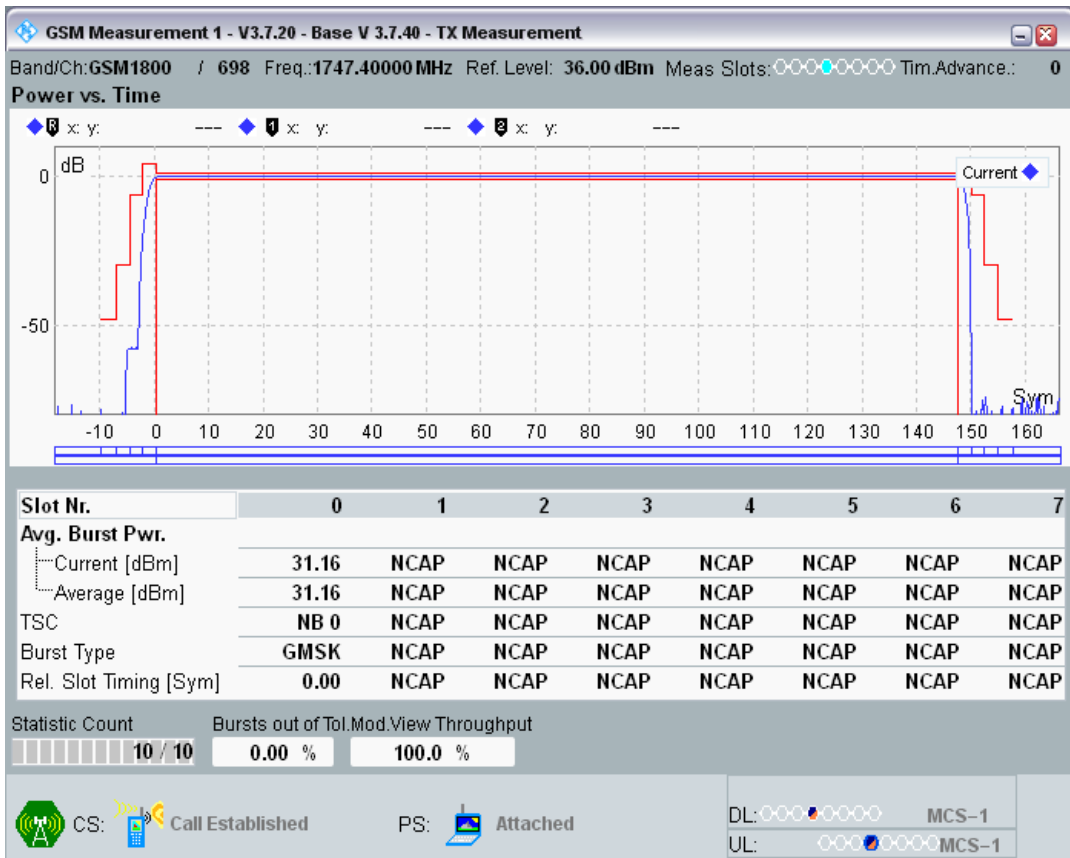 GSM Measurement 1 - V3.7.20 - Base V 3.7.40 - TX Measurement
Band/Ch:GSM1800 / 698 Freq.:1747.40000 MHz Ref. Level: 36.00 dBm Meas Slots: Tim.Advance.: 0
Power vs. Time
R x: y: --- 1 x: y: --- 2 x: y: ---
dB
Current
0
-50
Sym
-10 0 10 20 30 40 50 60 70 80 90 100 110 120 130 140 150 160
Slot Nr. 0 1 2 3 4 5 6 7
Avg. Burst Pwr.
Current [dBm] 31.16 NCAP NCAP NCAP NCAP NCAP NCAP NCAP
Average [dBm] 31.16 NCAP NCAP NCAP NCAP NCAP NCAP NCAP
TSC NB 0 NCAP NCAP NCAP NCAP NCAP NCAP NCAP
Burst Type GMSK NCAP NCAP NCAP NCAP NCAP NCAP NCAP
Rel. Slot Timing [Sym] 0.00 NCAP NCAP NCAP NCAP NCAP NCAP NCAP
Statistic Count Bursts out of Tol.Mod.View Throughput
10 / 10 0.00 % 100.0 %
CS: Call Established PS: Attached
DL: MCS-1
UL: MCS-1